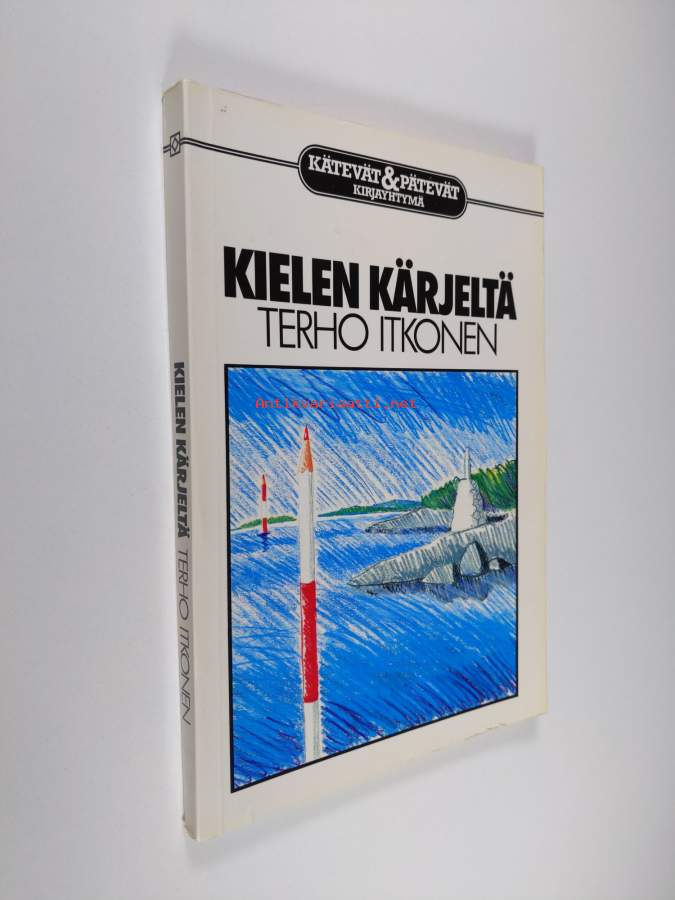 KÄTEVÄT & PÄTEVÄT
KIRJAYHTYMÄ
KIELEN KÄRJELTÄ
TERHO ITKONEN
Antikvariaatti.net
KIELEN KÄRJELTÄ TERHO ITKONEN